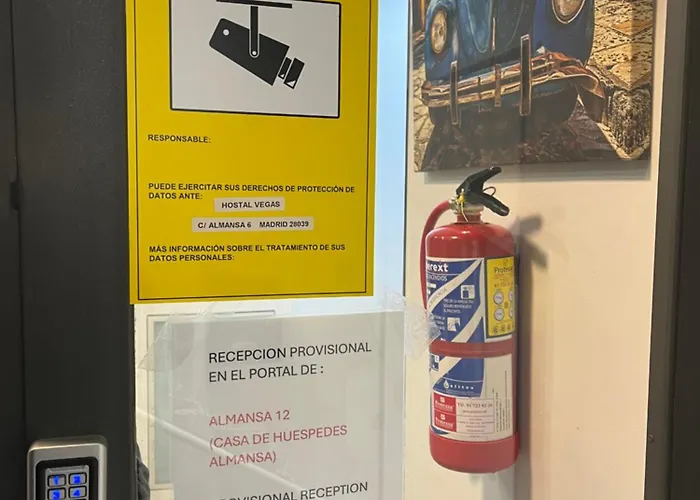 RESPONSABLE:
PUEDE EJERCITAR SUS DERECHOS DE PROTECCIÓN DE
DATOS ANTE:
HOSTAL VEGAS
C/ ALMANSA 6 MADRID 28039
MÁS INFORMACIÓN SOBRE EL TRATAMIENTO DE SUS
DATOS PERSONALES:
RECEPCION PROVISIONAL
EN EL PORTAL DE :
ALMANSA 12
(CASA DE HUESPEDES
ALMANSA)
PROVISIONAL RECEPTION